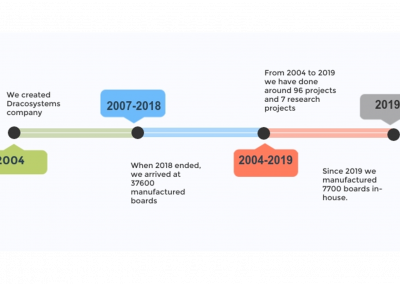 We created
Dracosystems
company
2004
2007-2018
When 2018 ended,
we arrived at
37600
manufactured
boards
From 2004 to 2019
we have done
around 96 projects
and 7 research
projects
2004-2019
2019
Since 2019 we
manufactured
7700 boards in-
house.